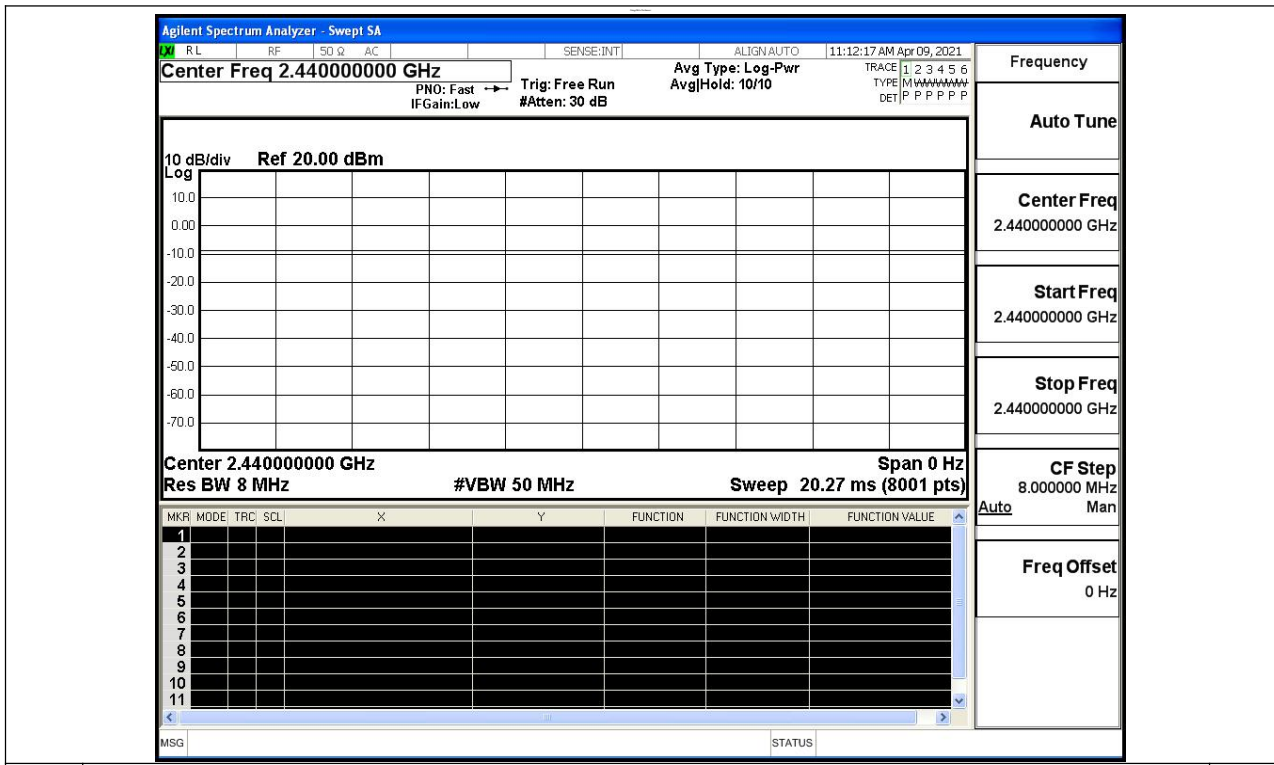 Agilent Spectrum Analyzer - Swept SA
LXI RL RF 50 Ω AC SENSE:INT ALIGN AUTO 11:12:17 AM Apr 09, 2021
Center Freq 2.440000000 GHz
PNO: Fast
IFGain:Low
Trig: Free Run
#Atten: 30 dB
Avg Type: Log-Pwr
Avg|Hold: 10/10
TRACE 1 2 3 4 5 6
TYPE M WWWWW
DET P P P P P P
10 dB/div Ref 20.00 dBm
Log
10.0
0.00
-10.0
-20.0
-30.0
-40.0
-50.0
-60.0
-70.0
Center 2.440000000 GHz Span 0 Hz
Res BW 8 MHz #VBW 50 MHz Sweep 20.27 ms (8001 pts)
MKR MODE TRC SCL X Y FUNCTION FUNCTION WIDTH FUNCTION VALUE
1
2
3
4
5
6
7
8
9
10
11
MSG STATUS
Frequency
Auto Tune
Center Freq
2.440000000 GHz
Start Freq
2.440000000 GHz
Stop Freq
2.440000000 GHz
CF Step
8.000000 MHz
Auto Man
Freq Offset
0 Hz